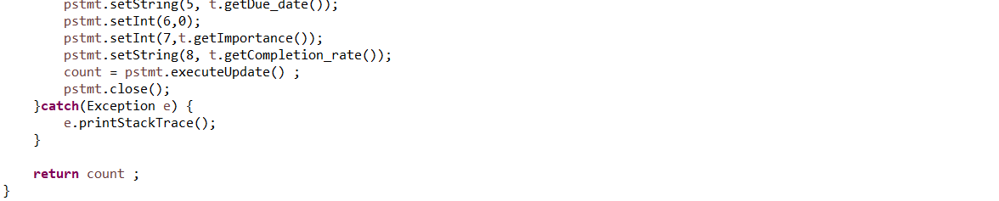 pstmt.setString(5, t.getDue_date());
pstmt.setInt(6,0);
pstmt.setInt(7,t.getImportance());
pstmt.setString(8, t.getCompletion_rate());
count = pstmt.executeUpdate() ;
pstmt.close();
}catch(Exception e) {
e.printStackTrace();
}
return count ;
}